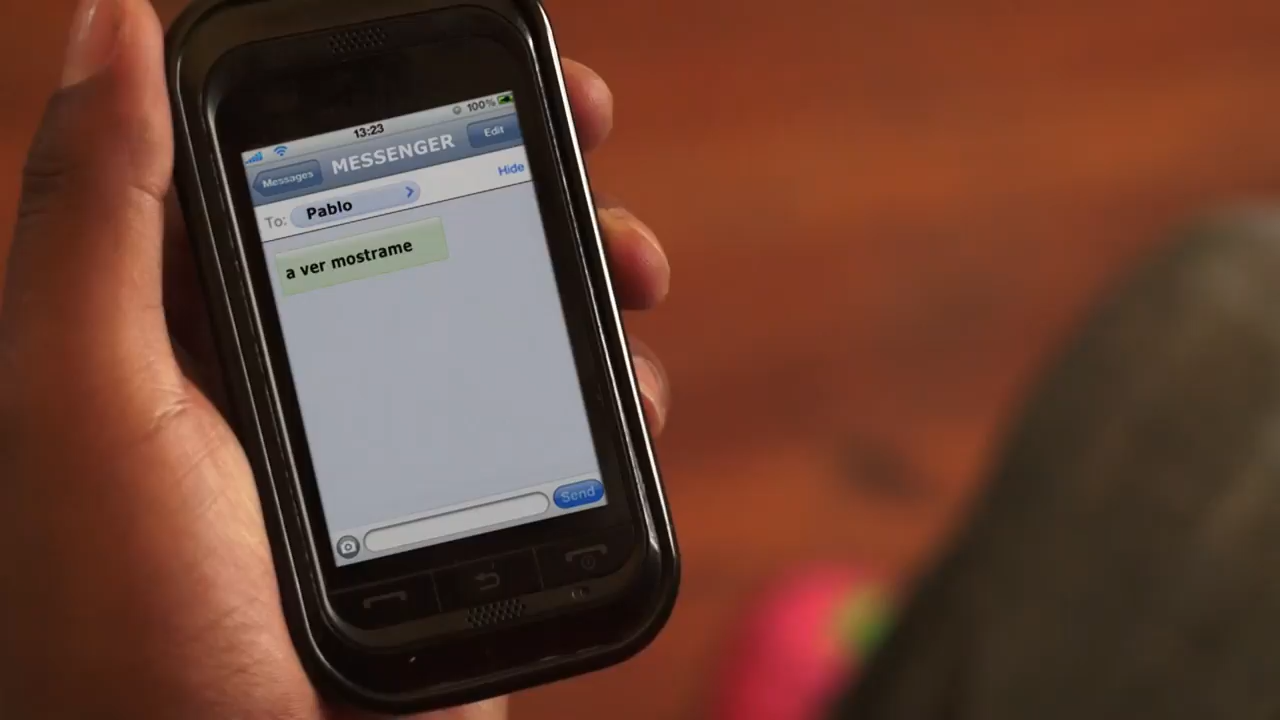 13:23
100%
Messages
MESSENGER
Edit
To:
Pablo
Hide
a ver mostrame
Send